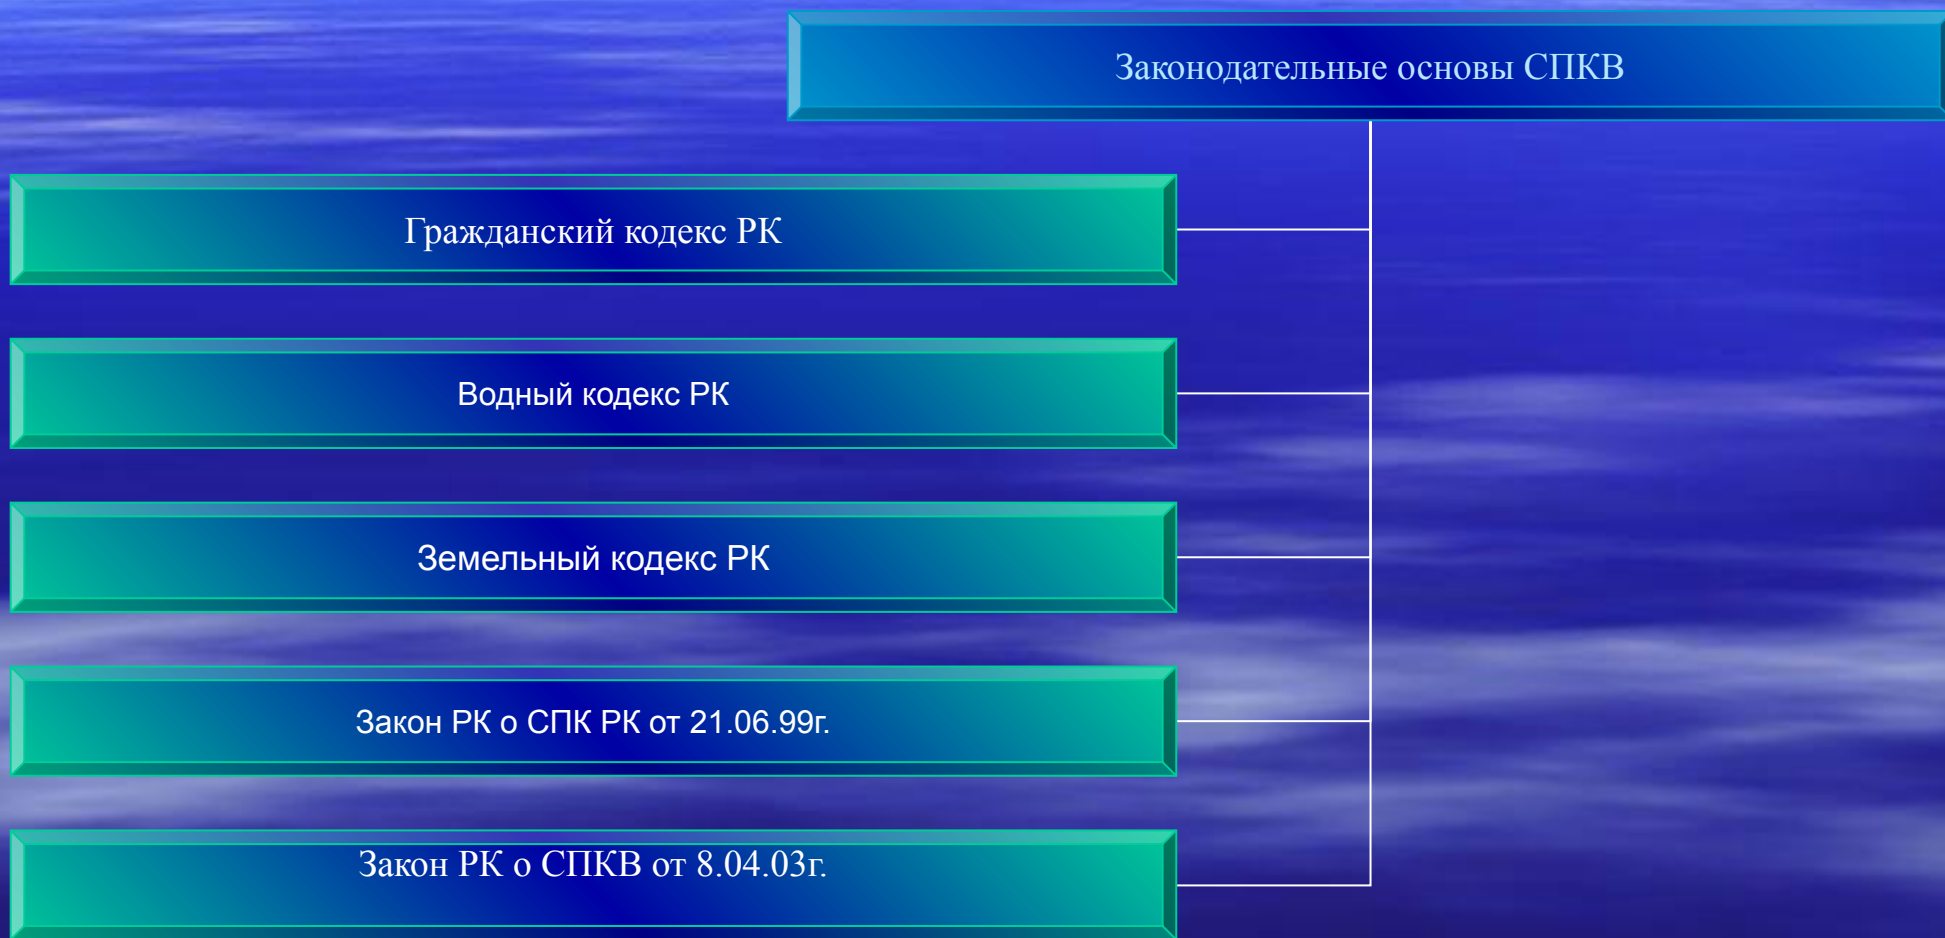 Законодательные основы СПКВ
Гражданский кодекс РК
Водный кодекс РК
Земельный кодекс РК
Закон РК о СПК РК от 21.06.99г.
Закон РК о СПКВ от 8.04.03г.